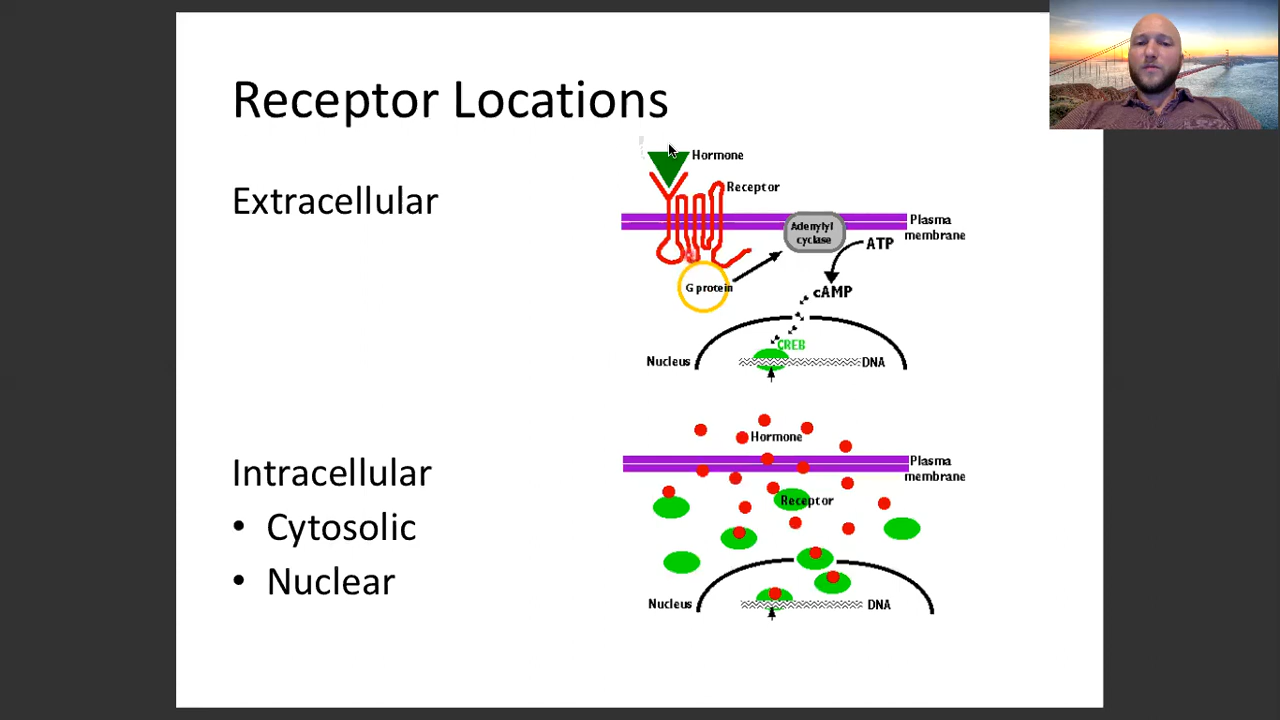 Receptor Locations
Extracellular
Hormone
Receptor
Plasma
membrane
Adenylyl
cyclase
ATP
G protein
cAMP
CREB
Nucleus
DNA
Intracellular
• Cytosolic
• Nuclear
Hormone
Plasma
membrane
Receptor
Nucleus
DNA